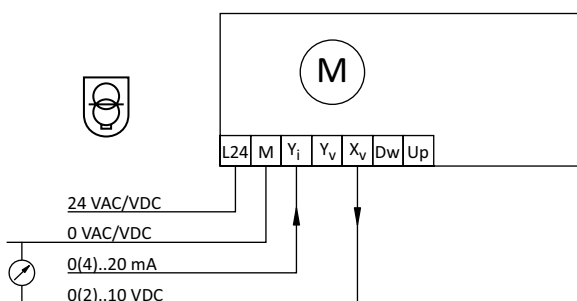 M
L24 M Yi Yv Xv Dw Up
24 VAC/VDC
0 VAC/VDC
0(4)..20 mA
0(2)..10 VDC